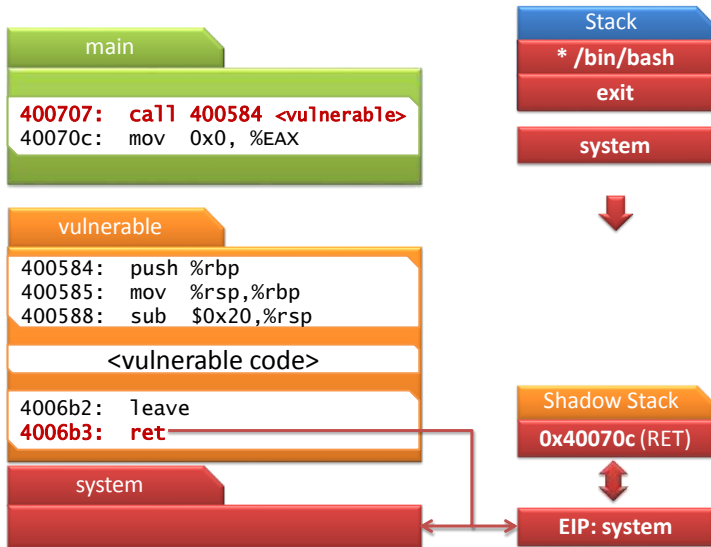 main
400707: call 400584 <vulnerable>
40070c: mov 0x0, %EAX
vulnerable
400584: push %rbp
400585: mov %rsp,%rbp
400588: sub $0x20,%rsp
<vulnerable code>
4006b2: leave
4006b3: ret
system
Stack
* /bin/bash
exit
system
Shadow Stack
0x40070c (RET)
EIP: system